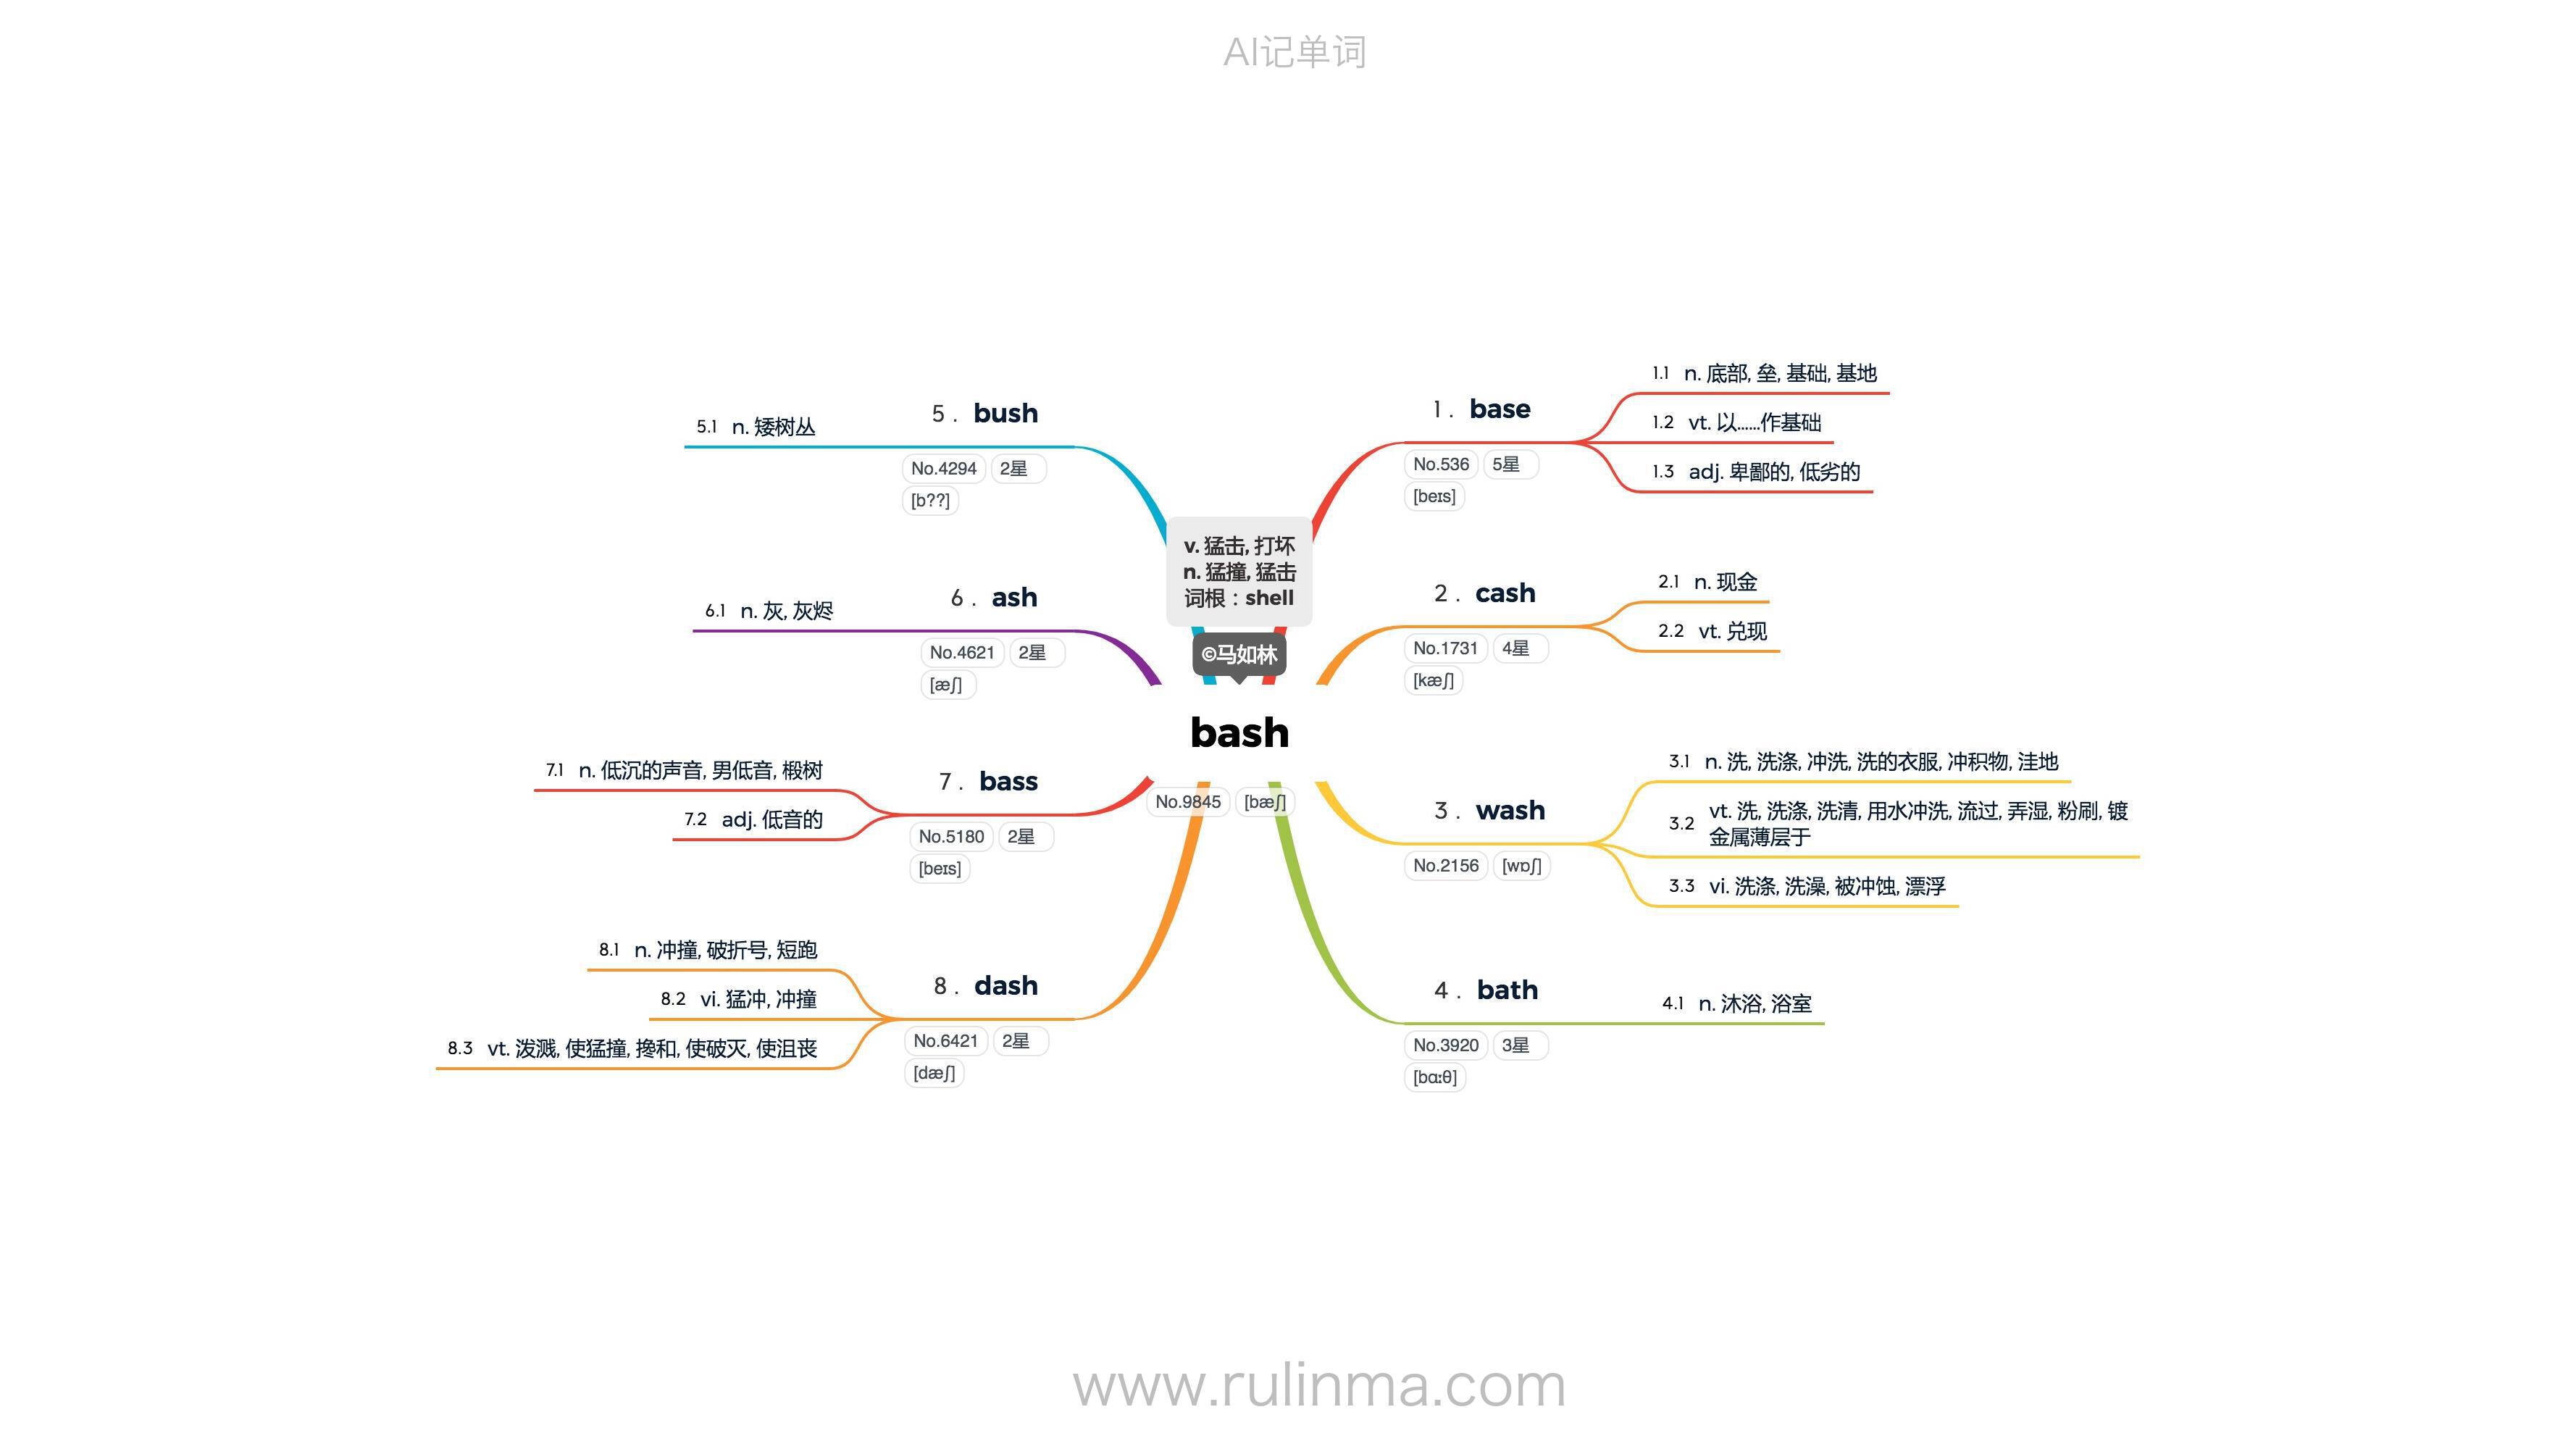 AI记单词
v. 猛击, 打坏
n. 猛撞, 猛击
词根：shell
©马如林
bash
No.9845 [bæʃ]
1 . base
No.536 5星
[beɪs]
1.1 n. 底部, 垒, 基础, 基地
1.2 vt. 以......作基础
1.3 adj. 卑鄙的, 低劣的
2 . cash
No.1731 4星
[kæʃ]
2.1 n. 现金
2.2 vt. 兑现
3 . wash
No.2156 [wɒʃ]
3.1 n. 洗, 洗涤, 冲洗, 洗的衣服, 冲积物, 洼地
3.2 vt. 洗, 洗涤, 洗清, 用水冲洗, 流过, 弄湿, 粉刷, 镀
金属薄层于
3.3 vi. 洗涤, 洗澡, 被冲蚀, 漂浮
4 . bath
No.3920 3星
[bɑːθ]
4.1 n. 沐浴, 浴室
5 . bush
No.4294 2星
[b??]
5.1 n. 矮树丛
6 . ash
No.4621 2星
[æʃ]
6.1 n. 灰, 灰烬
7 . bass
No.5180 2星
[beɪs]
7.1 n. 低沉的声音, 男低音, 椴树
7.2 adj. 低音的
8 . dash
No.6421 2星
[dæʃ]
8.1 n. 冲撞, 破折号, 短跑
8.2 vi. 猛冲, 冲撞
8.3 vt. 泼溅, 使猛撞, 搀和, 使破灭, 使沮丧
www.rulinma.com